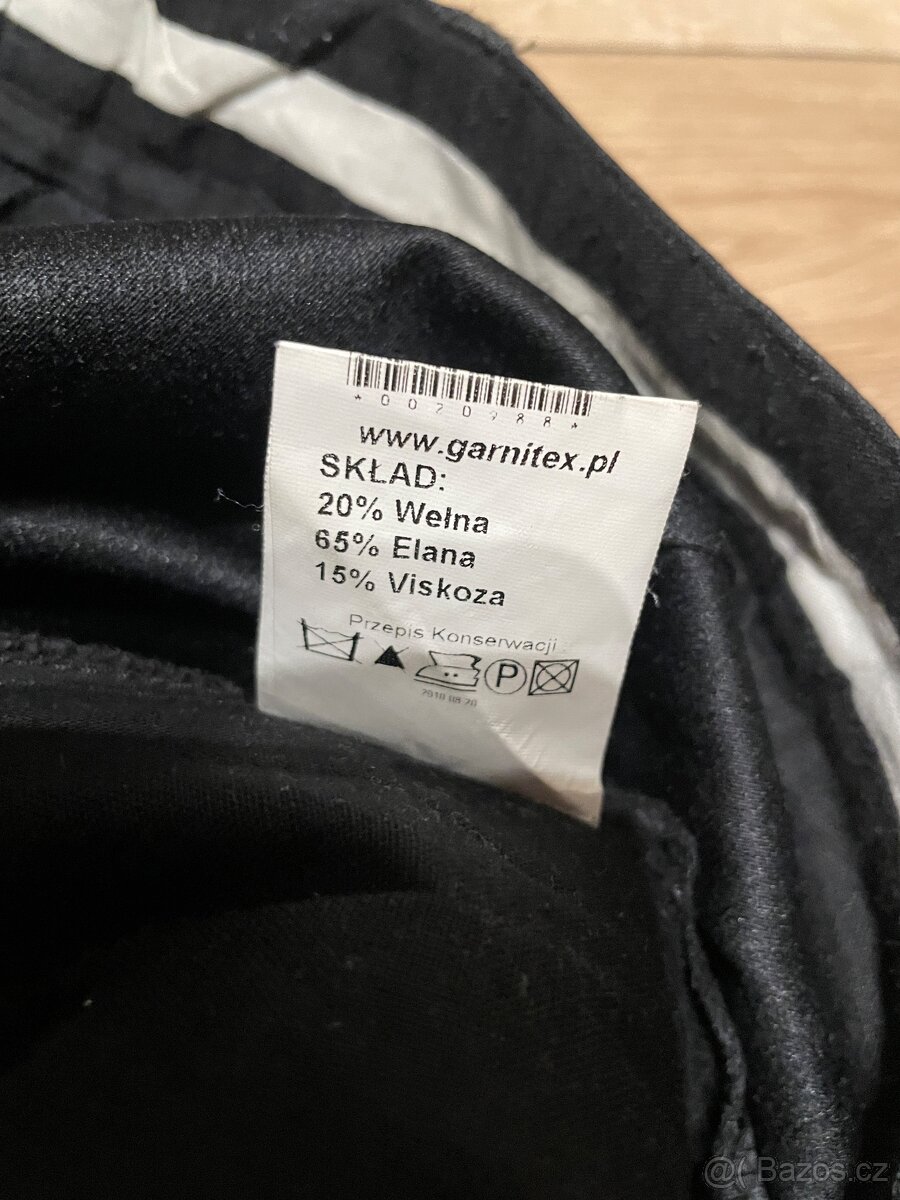 www.garnitex.pl
SKŁAD:
20% Wełna
65% Elana
15% Viskoza
Przepis Konserwacji:
P
Bazos.cz